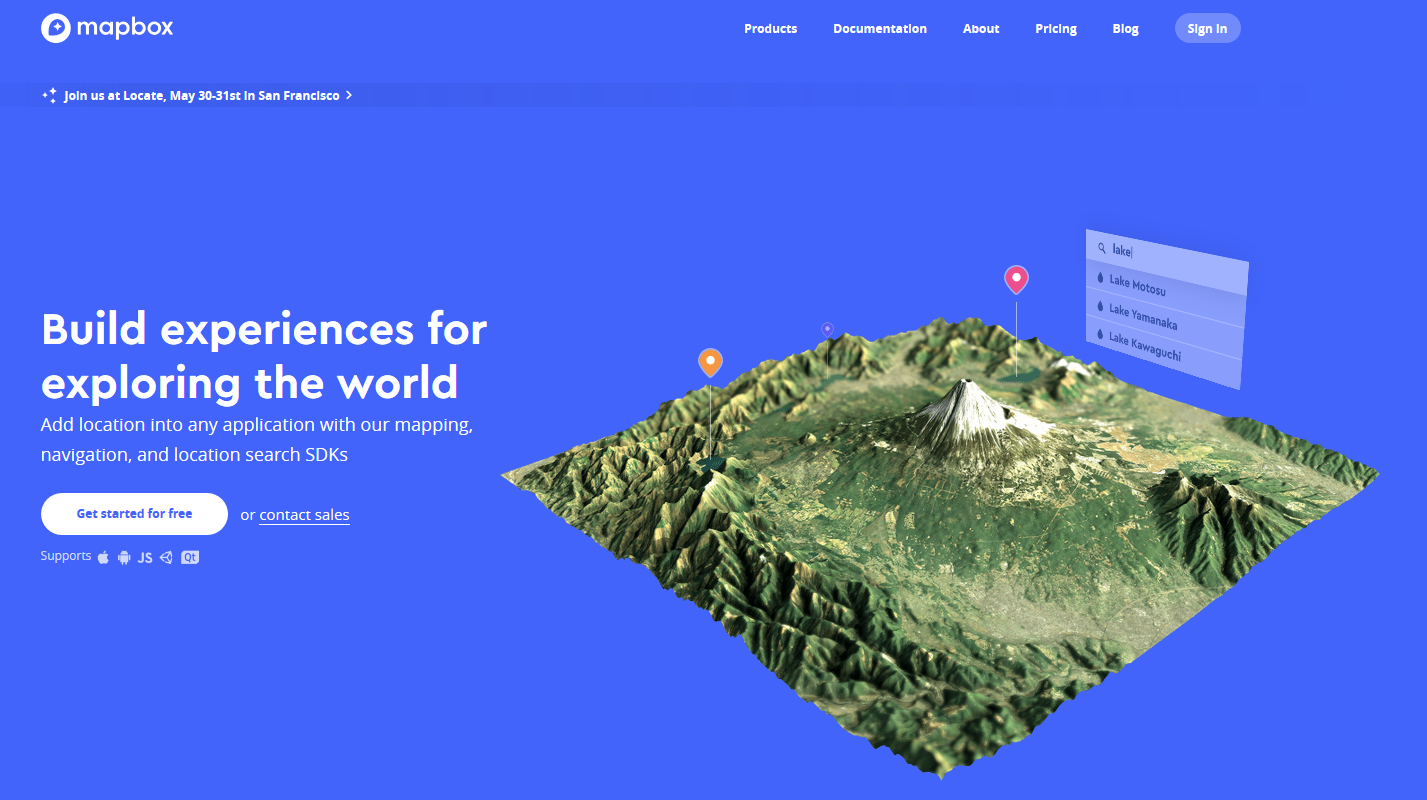 mapbox
Products
Documentation
About
Pricing
Blog
Sign in
Join us at Locate, May 30-31st in San Francisco
lake
Lake Motosu
Lake Yamanaka
Lake Kawaguchi
Build experiences for
exploring the world
Add location into any application with our mapping,
navigation, and location search SDKs
Get started for free
or contact sales
Supports JS Qt